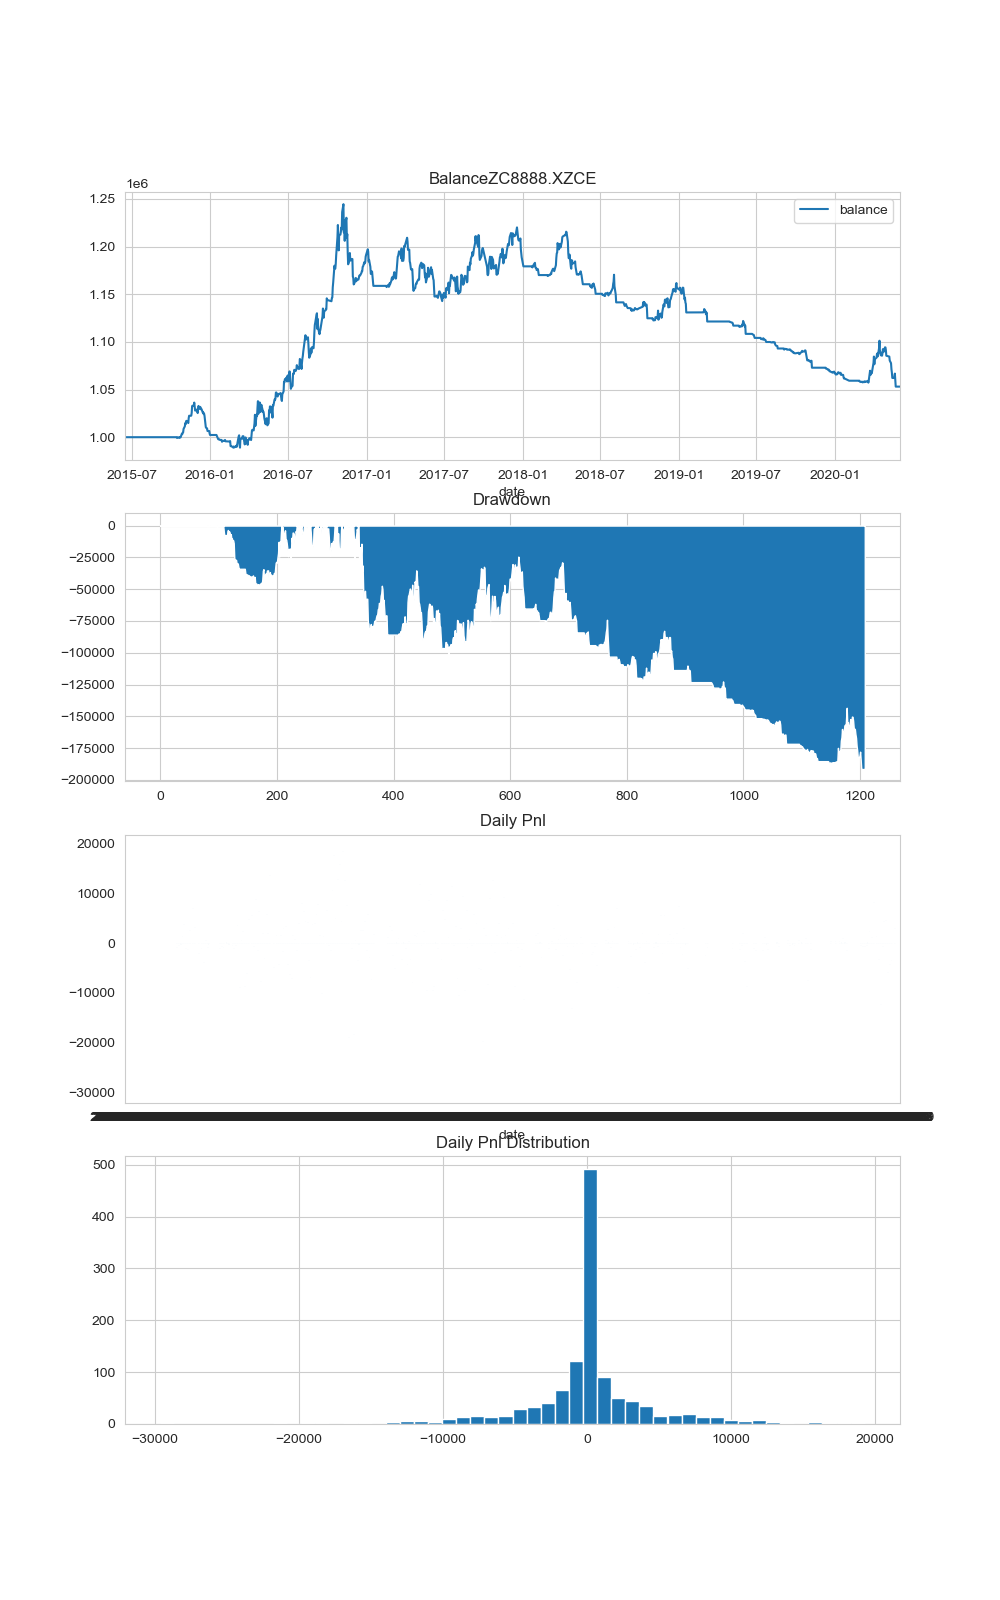 BalanceZC8888.XZCE
1e6
1.25
1.20
1.15
1.10
1.05
1.00
balance
2015-07 2016-01 2016-07 2017-01 2017-07 2018-01 2018-07 2019-01 2019-07 2020-01
date
Drawdown
0
−25000
−50000
−75000
−100000
−125000
−150000
−175000
−200000
0 200 400 600 800 1000 1200
Daily Pnl
20000
10000
0
−10000
−20000
−30000
date
Daily Pnl Distribution
500
400
300
200
100
0
−30000 −20000 −10000 0 10000 20000